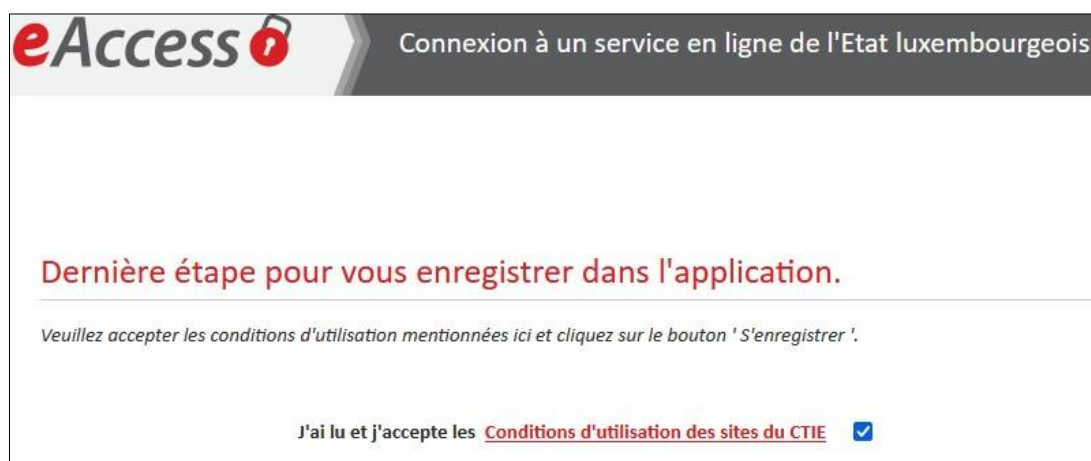 eAccess
Connexion à un service en ligne de l'Etat luxembourgeois
Dernière étape pour vous enregistrer dans l'application.
Veuillez accepter les conditions d'utilisation mentionnées ici et cliquez sur le bouton ' S'enregistrer '.
J'ai lu et j'accepte les Conditions d'utilisation des sites du CTIE